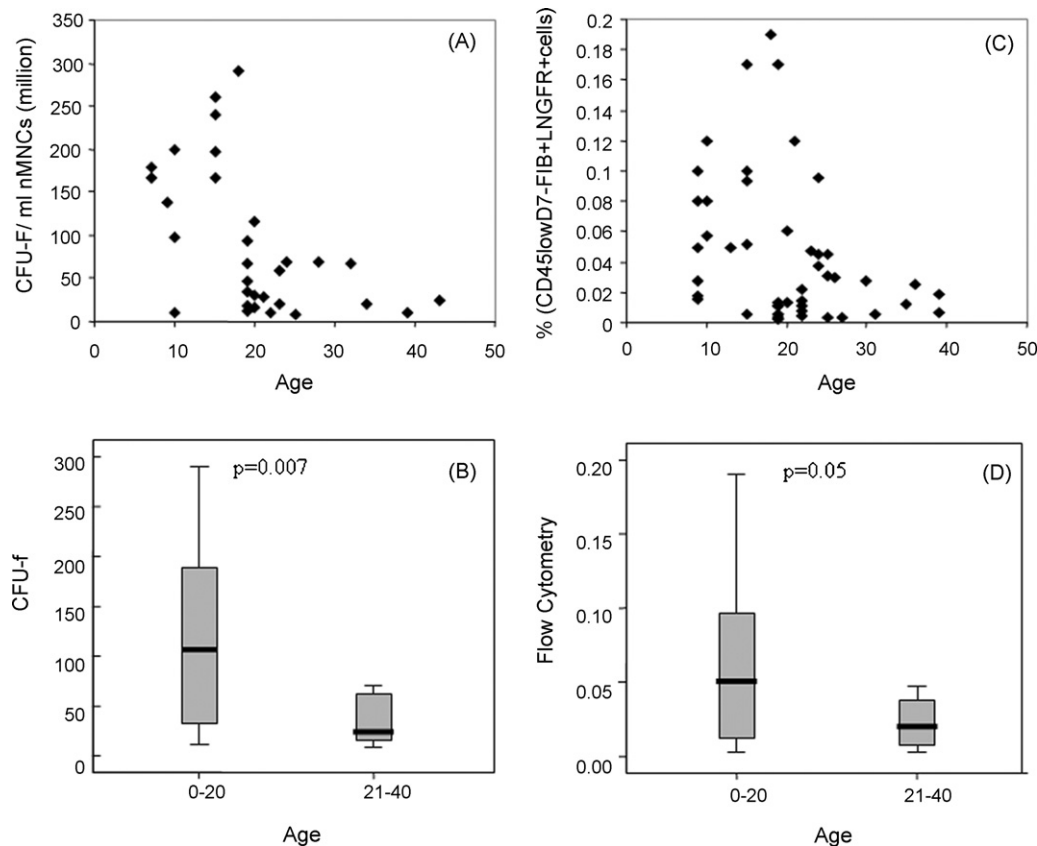 (A)
CFU-F/ ml nMNCs (million)
350
300
250
200
150
100
50
0
0 10 20 30 40 50
Age
(C)
% (CD45lowD7-FIB+LNGFR+cells)
0.2
0.18
0.16
0.14
0.12
0.1
0.08
0.06
0.04
0.02
0
0 10 20 30 40 50
Age
(B)
p=0.007
CFU-f
300
250
200
150
100
50
0
0-20 21-40
Age
(D)
p=0.05
Flow Cytometry
0.20
0.15
0.10
0.05
0.00
0-20 21-40
Age